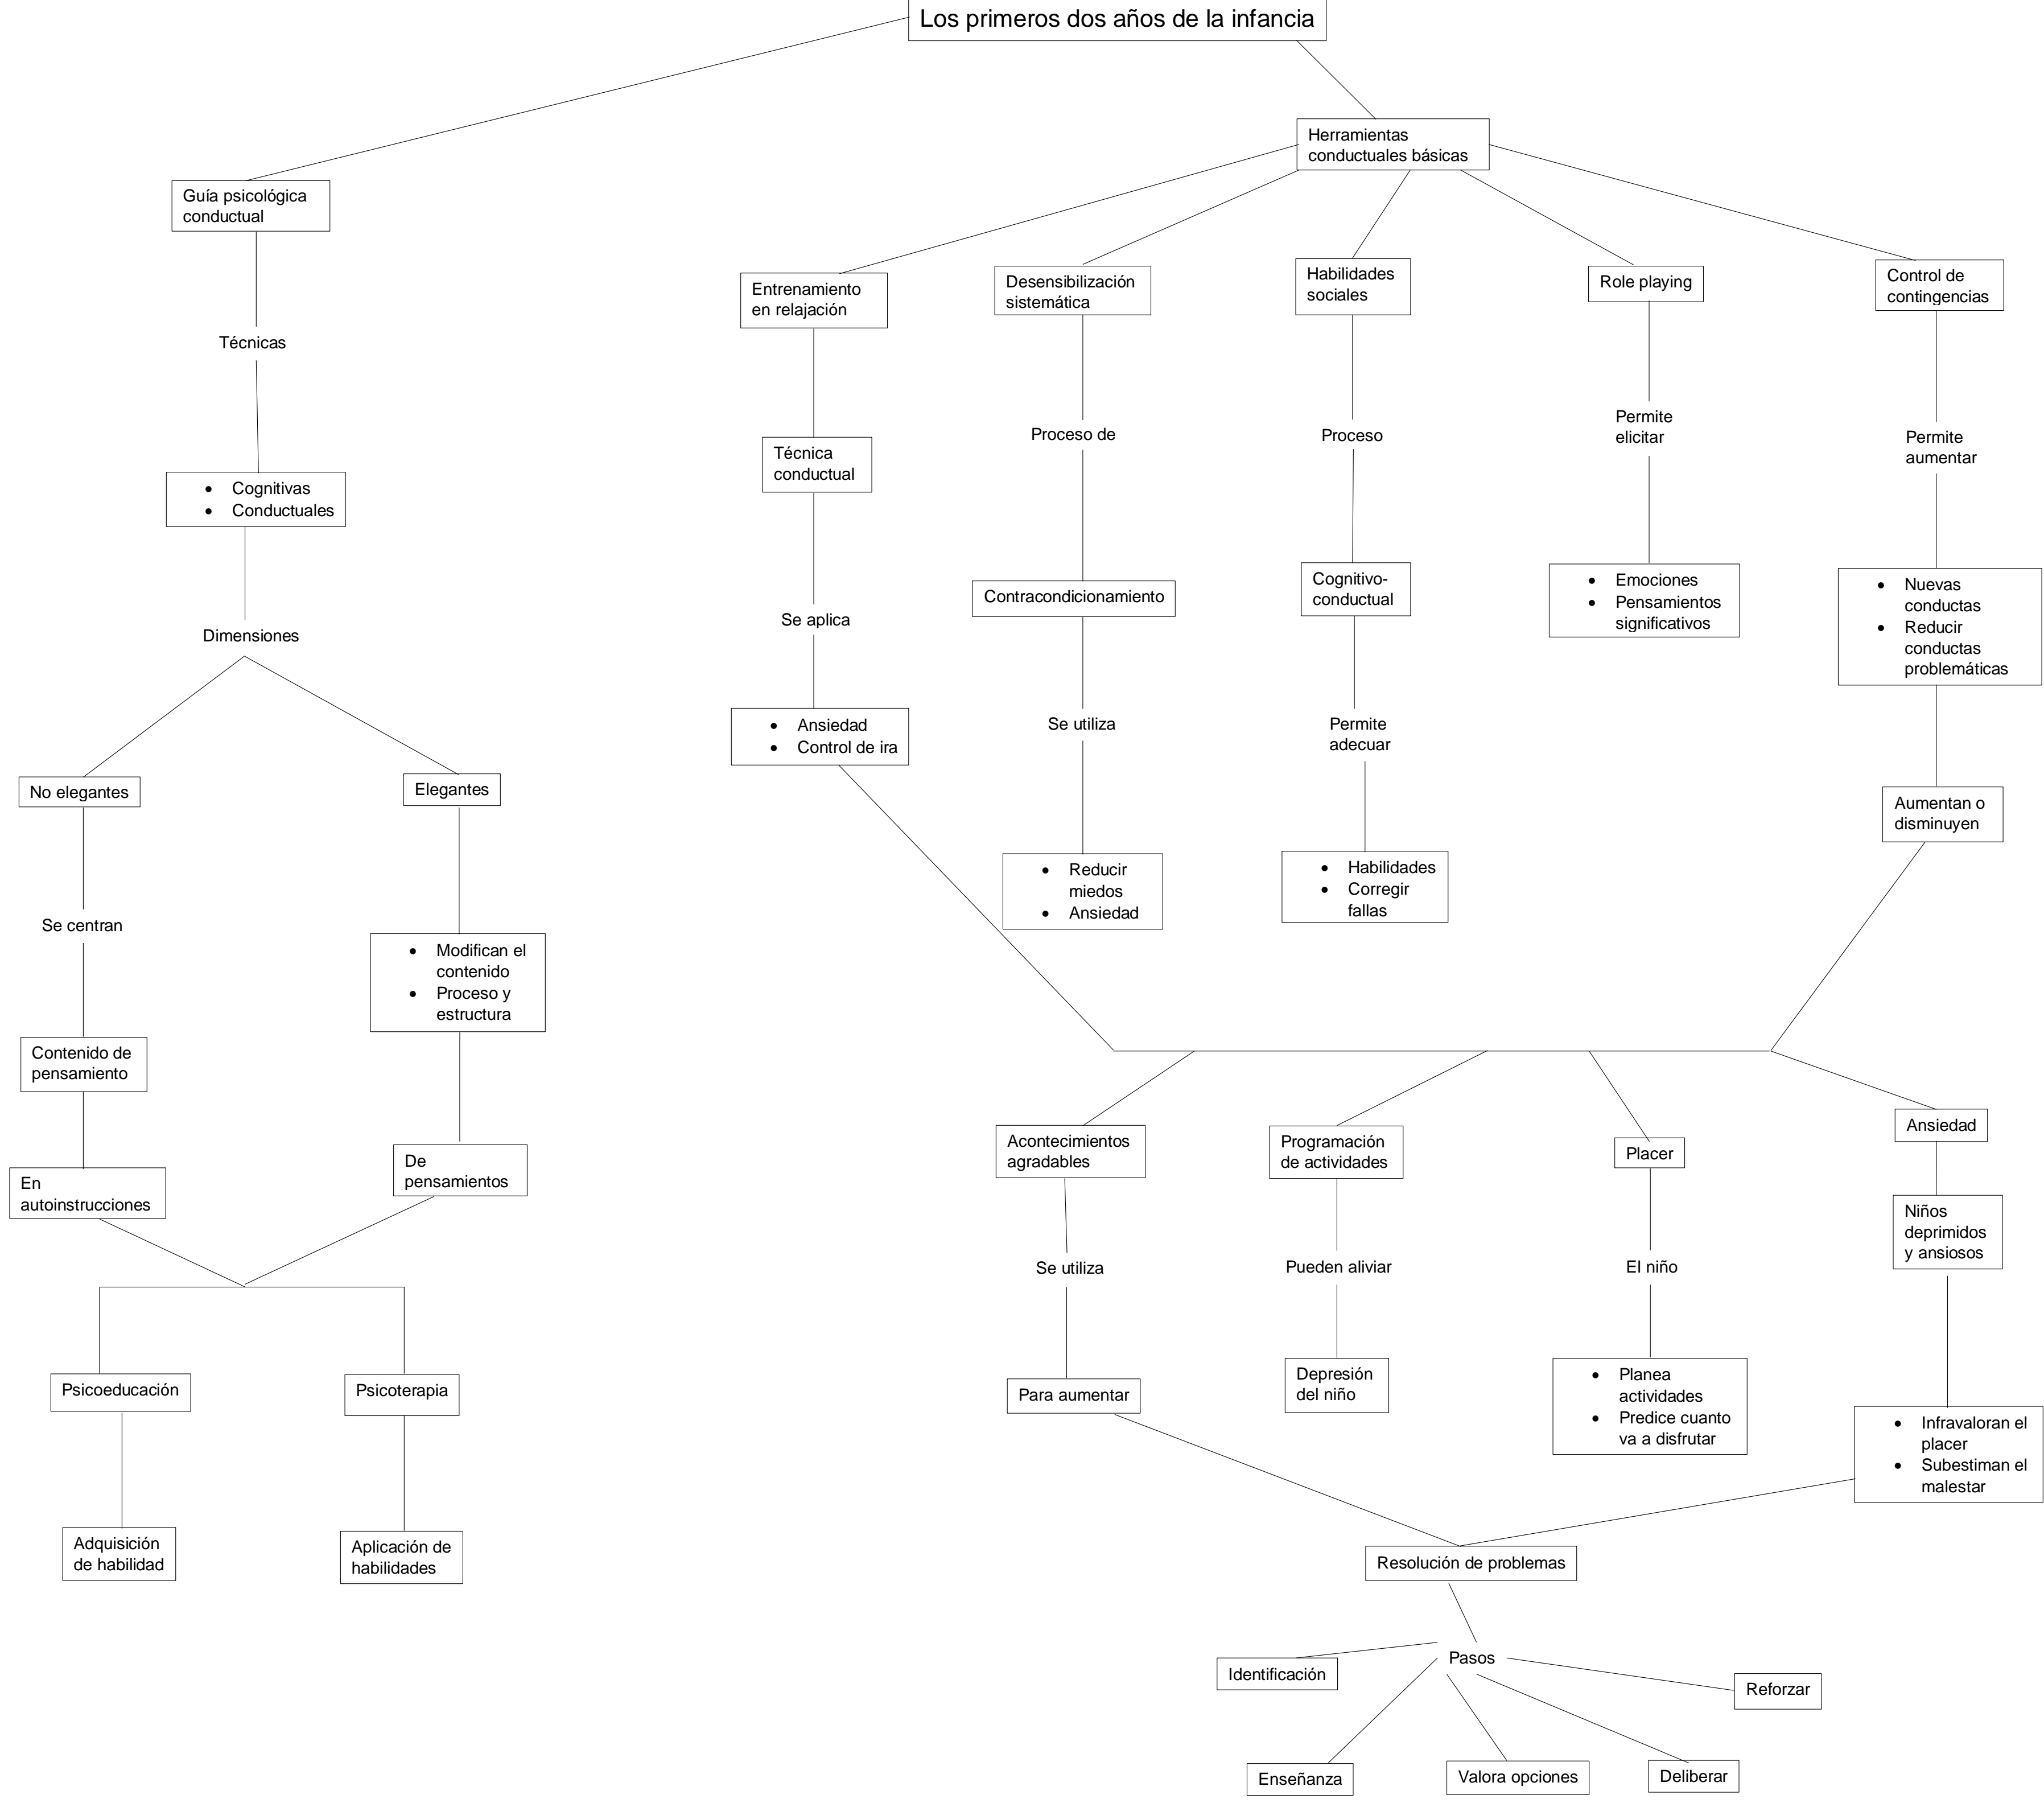 Los primeros dos años de la infancia
Herramientas
conductuales básicas
Guía psicológica
conductual
Técnicas
• Cognitivas
• Conductuales
Dimensiones
No elegantes
Elegantes
Se centran
• Modifican el
contenido
• Proceso y
estructura
Contenido de
pensamiento
De
pensamientos
En
autoinstrucciones
Psicoeducación
Psicoterapia
Adquisición
de habilidad
Aplicación de
habilidades
Entrenamiento
en relajación
Técnica
conductual
Se aplica
• Ansiedad
• Control de ira
Desensibilización
sistemática
Proceso de
Contracondicionamiento
Se utiliza
• Reducir
miedos
• Ansiedad
Habilidades
sociales
Proceso
Cognitivo-
conductual
Permite
adecuar
• Habilidades
• Corregir
fallas
Role playing
Permite
elicitar
• Emociones
• Pensamientos
significativos
Control de
contingencias
Permite
aumentar
• Nuevas
conductas
• Reducir
conductas
problemáticas
Aumentan o
disminuyen
Acontecimientos
agradables
Se utiliza
Para aumentar
Programación
de actividades
Pueden aliviar
Depresión
del niño
Placer
El niño
• Planea
actividades
• Predice cuanto
va a disfrutar
Ansiedad
Niños
deprimidos
y ansiosos
• Infravaloran el
placer
• Subestiman el
malestar
Resolución de problemas
Pasos
Identificación
Reforzar
Enseñanza
Valora opciones
Deliberar